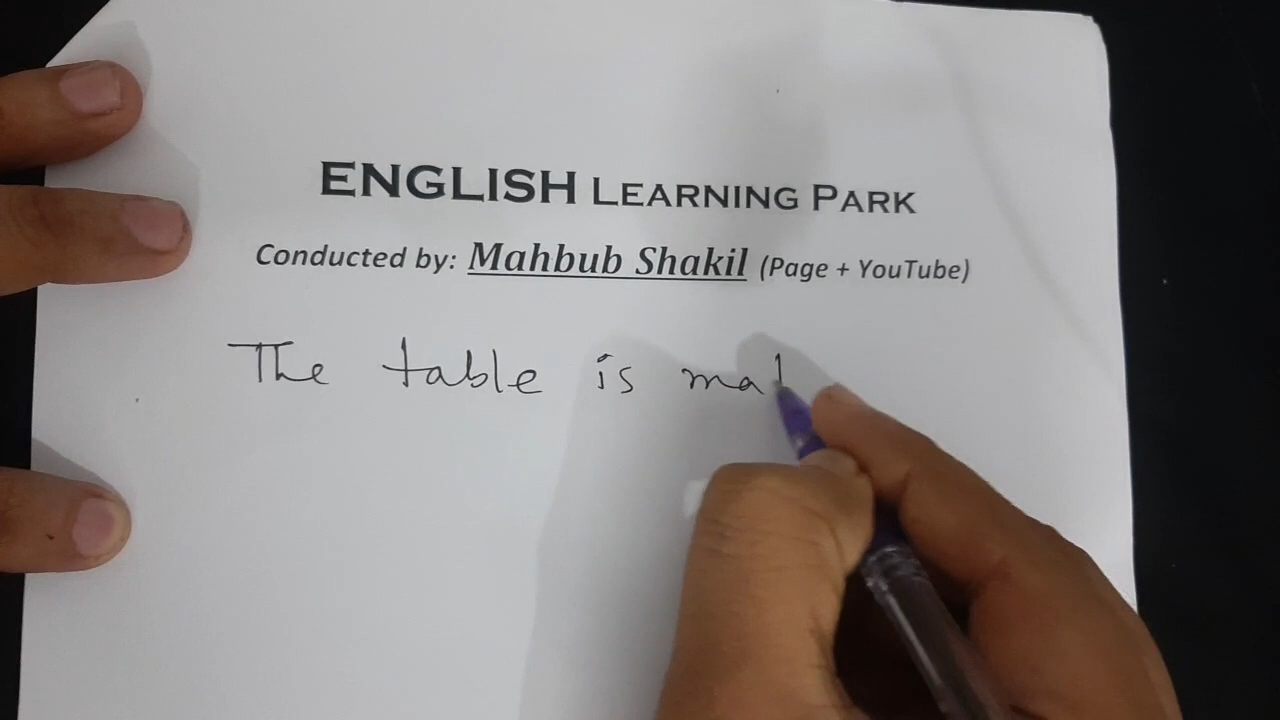 ENGLISH LEARNING PARK
Conducted by: Mahbub Shakil (Page + YouTube)
The table is ma